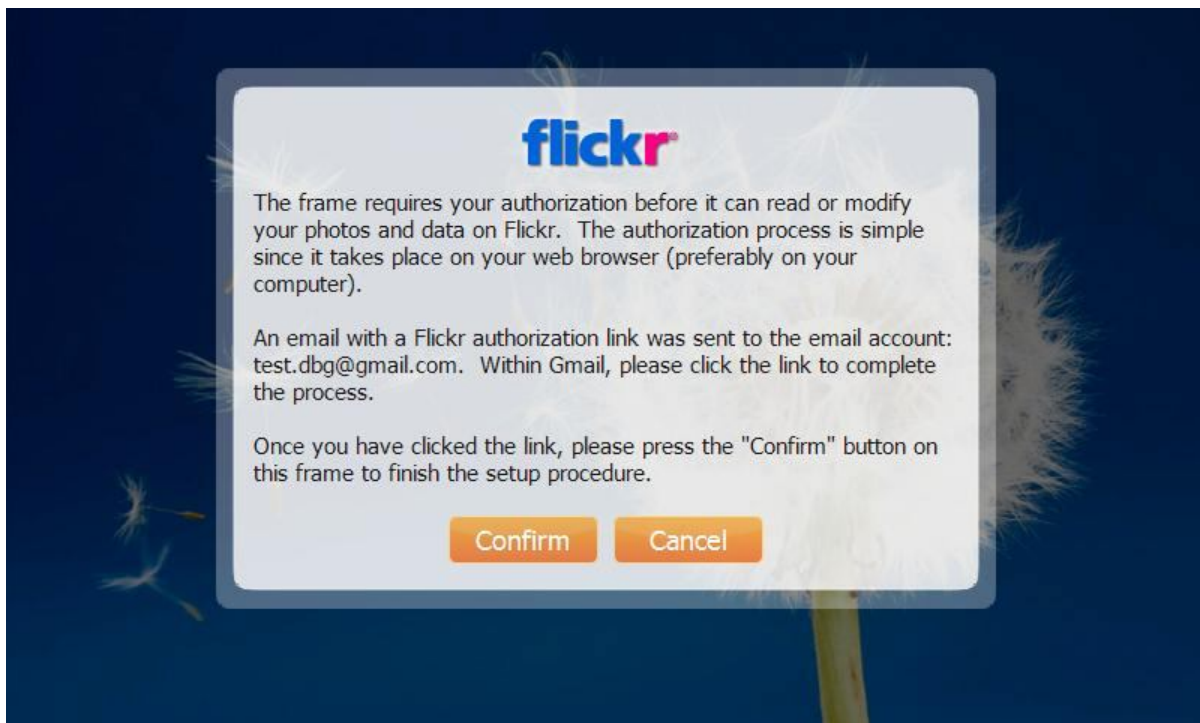 flickr®
The frame requires your authorization before it can read or modify
your photos and data on Flickr.  The authorization process is simple
since it takes place on your web browser (preferably on your
computer).
An email with a Flickr authorization link was sent to the email account:
test.dbg@gmail.com.  Within Gmail, please click the link to complete
the process.
Once you have clicked the link, please press the "Confirm" button on
this frame to finish the setup procedure.
Confirm Cancel